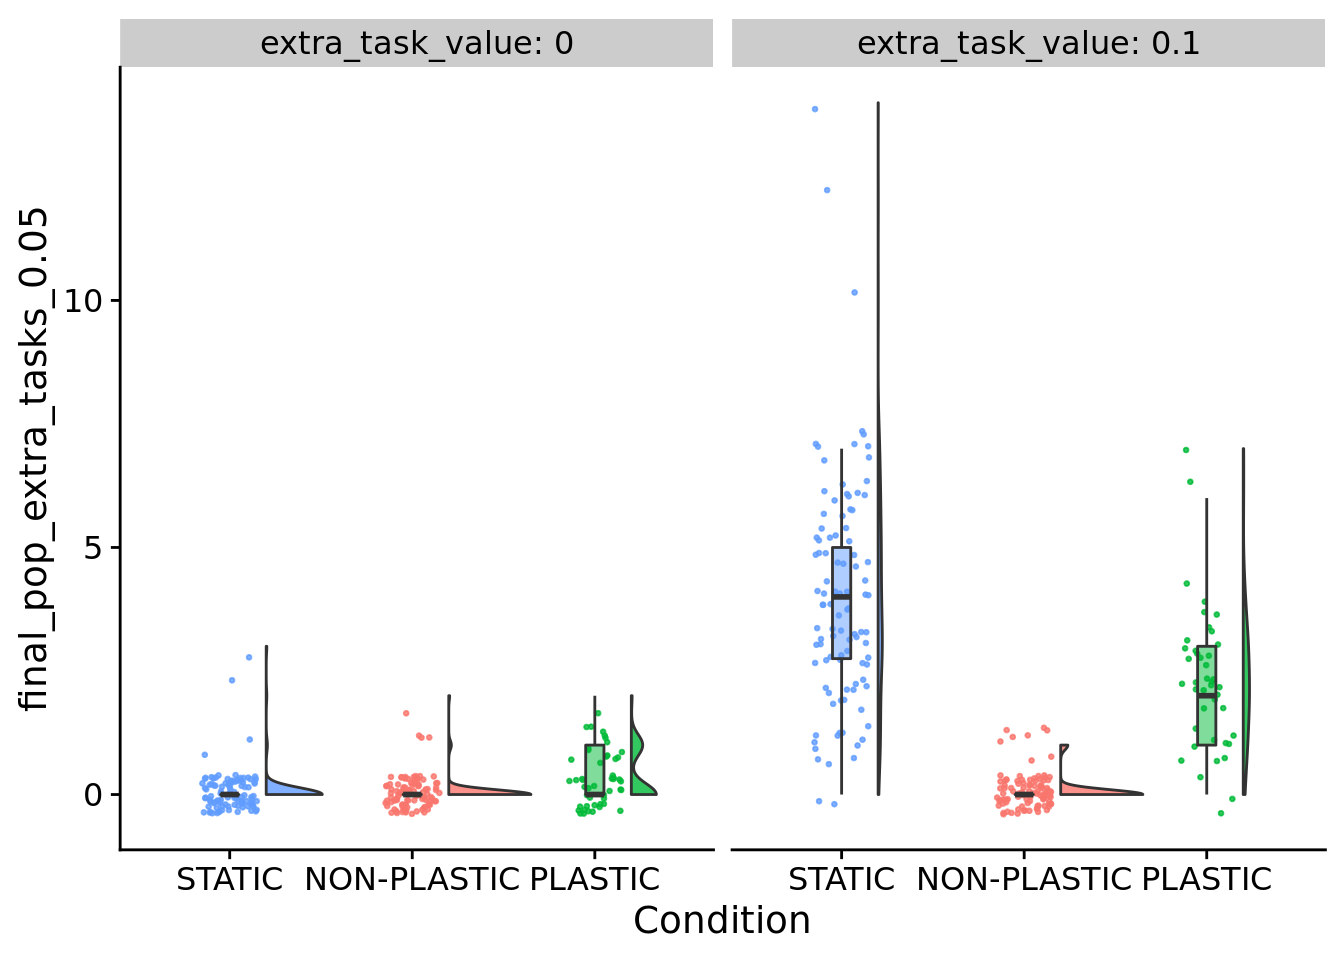 extra_task_value: 0
extra_task_value: 0.1
final_pop_extra_tasks_0.05
10
5
0
STATIC NON-PLASTIC PLASTIC
STATIC NON-PLASTIC PLASTIC
Condition